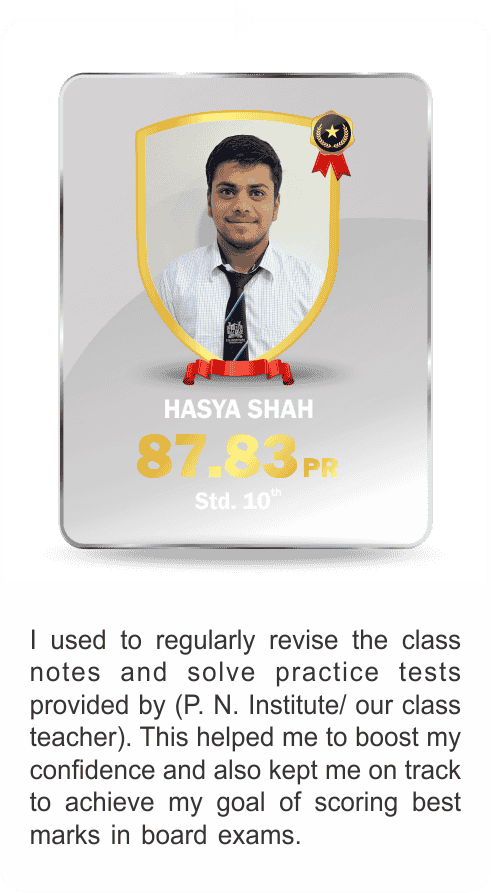 HASYA SHAH
87.83 PR
Std. 10th
I used to regularly revise the class
notes and solve practice tests
provided by (P. N. Institute/ our class
teacher). This helped me to boost my
confidence and also kept me on track
to achieve my goal of scoring best
marks in board exams.